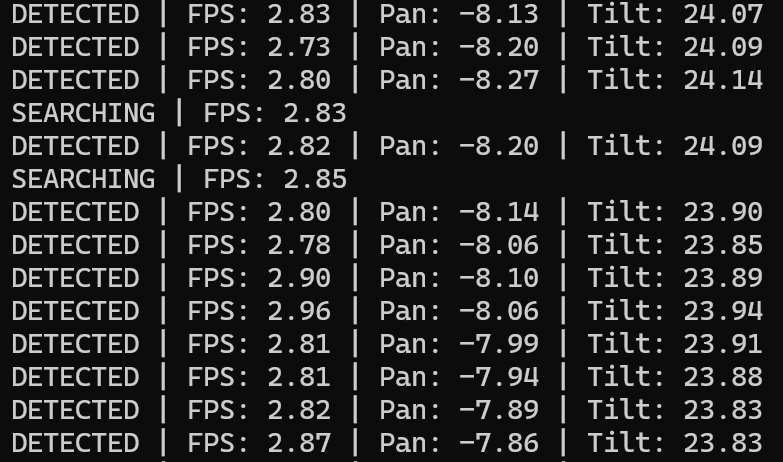 DETECTED | FPS: 2.83 | Pan: -8.13 | Tilt: 24.07
DETECTED | FPS: 2.73 | Pan: -8.20 | Tilt: 24.09
DETECTED | FPS: 2.80 | Pan: -8.27 | Tilt: 24.14
SEARCHING | FPS: 2.83
DETECTED | FPS: 2.82 | Pan: -8.20 | Tilt: 24.09
SEARCHING | FPS: 2.85
DETECTED | FPS: 2.80 | Pan: -8.14 | Tilt: 23.90
DETECTED | FPS: 2.78 | Pan: -8.06 | Tilt: 23.85
DETECTED | FPS: 2.90 | Pan: -8.10 | Tilt: 23.89
DETECTED | FPS: 2.96 | Pan: -8.06 | Tilt: 23.94
DETECTED | FPS: 2.81 | Pan: -7.99 | Tilt: 23.91
DETECTED | FPS: 2.81 | Pan: -7.94 | Tilt: 23.88
DETECTED | FPS: 2.82 | Pan: -7.89 | Tilt: 23.83
DETECTED | FPS: 2.87 | Pan: -7.86 | Tilt: 23.83